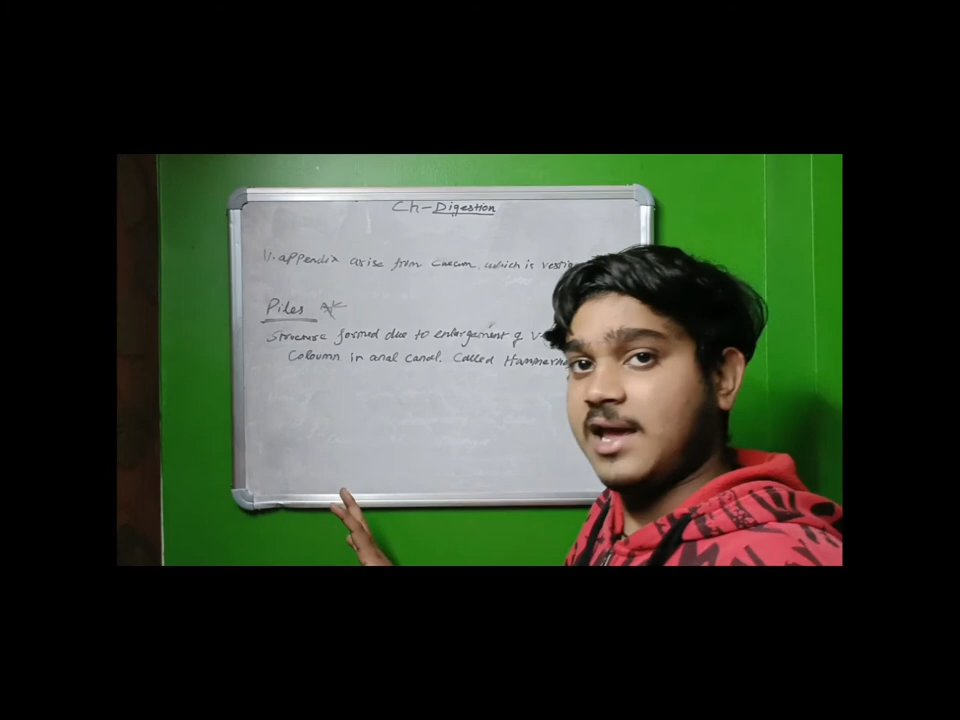 Ch-Digestion
V. appendix arise from Caecum, which is
Piles
Structure formed due to enlargement of
Coloumn in anal canal. Called